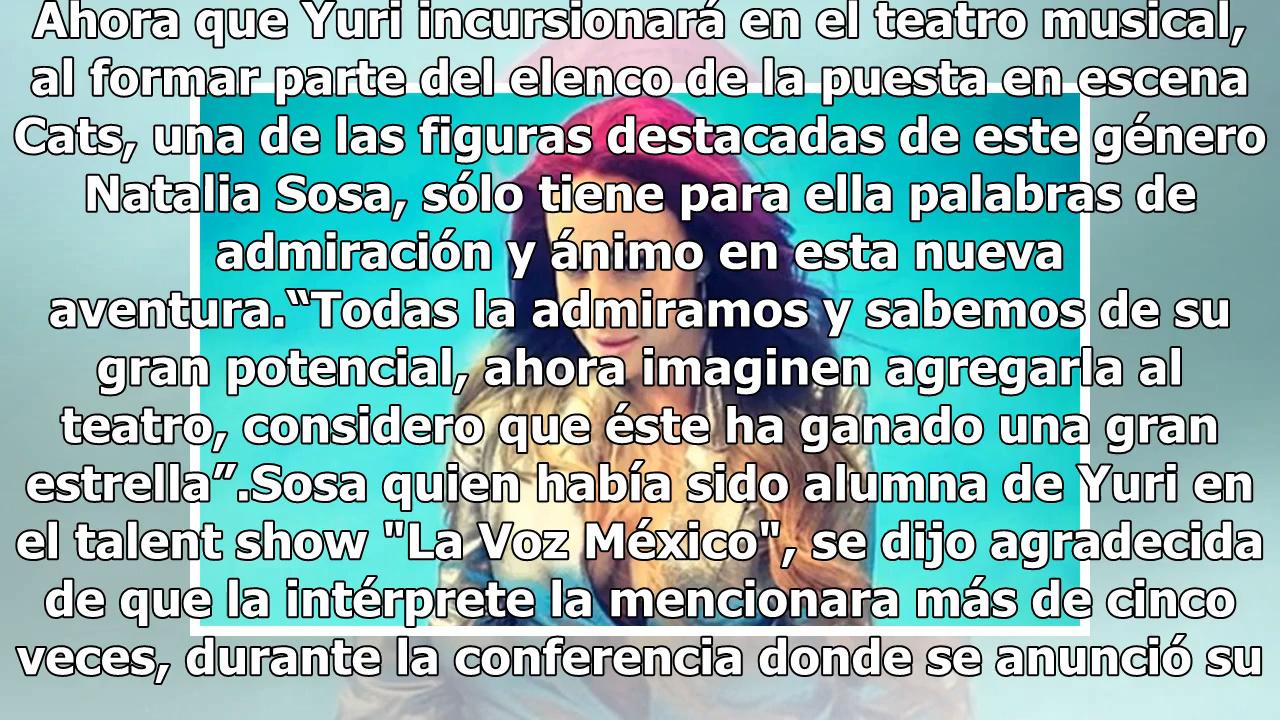 Ahora que Yuri incursionará en el teatro musical,
al formar parte del elenco de la puesta en escena
Cats, una de las figuras destacadas de este género
Natalia Sosa, sólo tiene para ella palabras de
admiración y ánimo en esta nueva
aventura.“Todas la admiramos y sabemos de su
gran potencial, ahora imaginen agregarla al
teatro, considero que éste ha ganado una gran
estrella”.Sosa quien había sido alumna de Yuri en
el talent show "La Voz México", se dijo agradecida
de que la intérprete la mencionara más de cinco
veces, durante la conferencia donde se anunció su